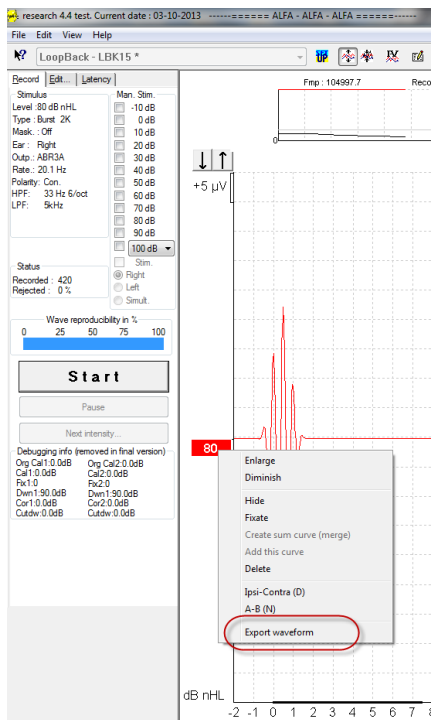 research 4.4 test. Current date : 03-10-2013 ------====== ALFA - ALFA - ALFA ======------
File Edit View Help
LoopBack - LBK15 *
Record Edit... Latency
Stimulus
Level :80 dB nHL
Type : Burst 2K
Mask. : Off
Ear : Right
Outp.: ABR3A
Rate.: 20.1 Hz
Polarity: Con.
HPF: 33 Hz 6/oct
LPF: 5kHz
Man. Stim.
-10 dB
0 dB
10 dB
20 dB
30 dB
40 dB
50 dB
60 dB
70 dB
80 dB
90 dB
100 dB
Stim.
Right
Left
Simult.
Status
Recorded : 420
Rejected : 0 %
Wave reproducibility in %
0 25 50 75 100
Start
Pause
Next intensity...
Debugging info (removed in final version)
Org Cal1:0.0dB Org Cal2:0.0dB
Cal1:0.0dB Cal2:0.0dB
Fix1:0 Fix2:0
Dwn1:90.0dB Dwn1:90.0dB
Cor1:0.0dB Cor2:0.0dB
Cutdw:0.0dB Cutdw:0.0dB
Fmp : 104997.7 Reco
0
+5 µV
80
Enlarge
Diminish
Hide
Fixate
Create sum curve (merge)
Add this curve
Delete
Ipsi-Contra (D)
A-B (N)
Export waveform
dB nHL
-2 -1 0 1 2 3 4 5 6 7 8